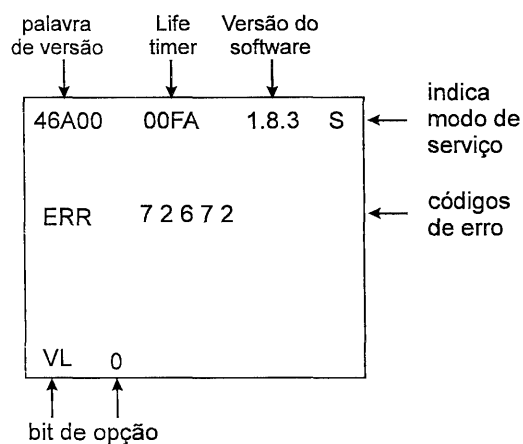 palavra
de versão
Life
timer
Versão do
software
46A00 00FA 1.8.3 S
indica
modo de
serviço
ERR 7 2 6 7 2
códigos
de erro
VL 0
bit de opção